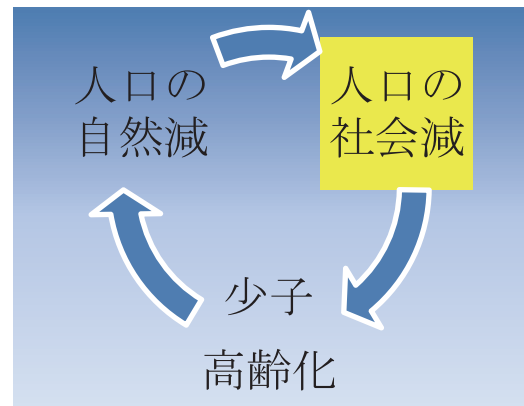 人口の
自然減
人口の
社会減
少子
高齢化